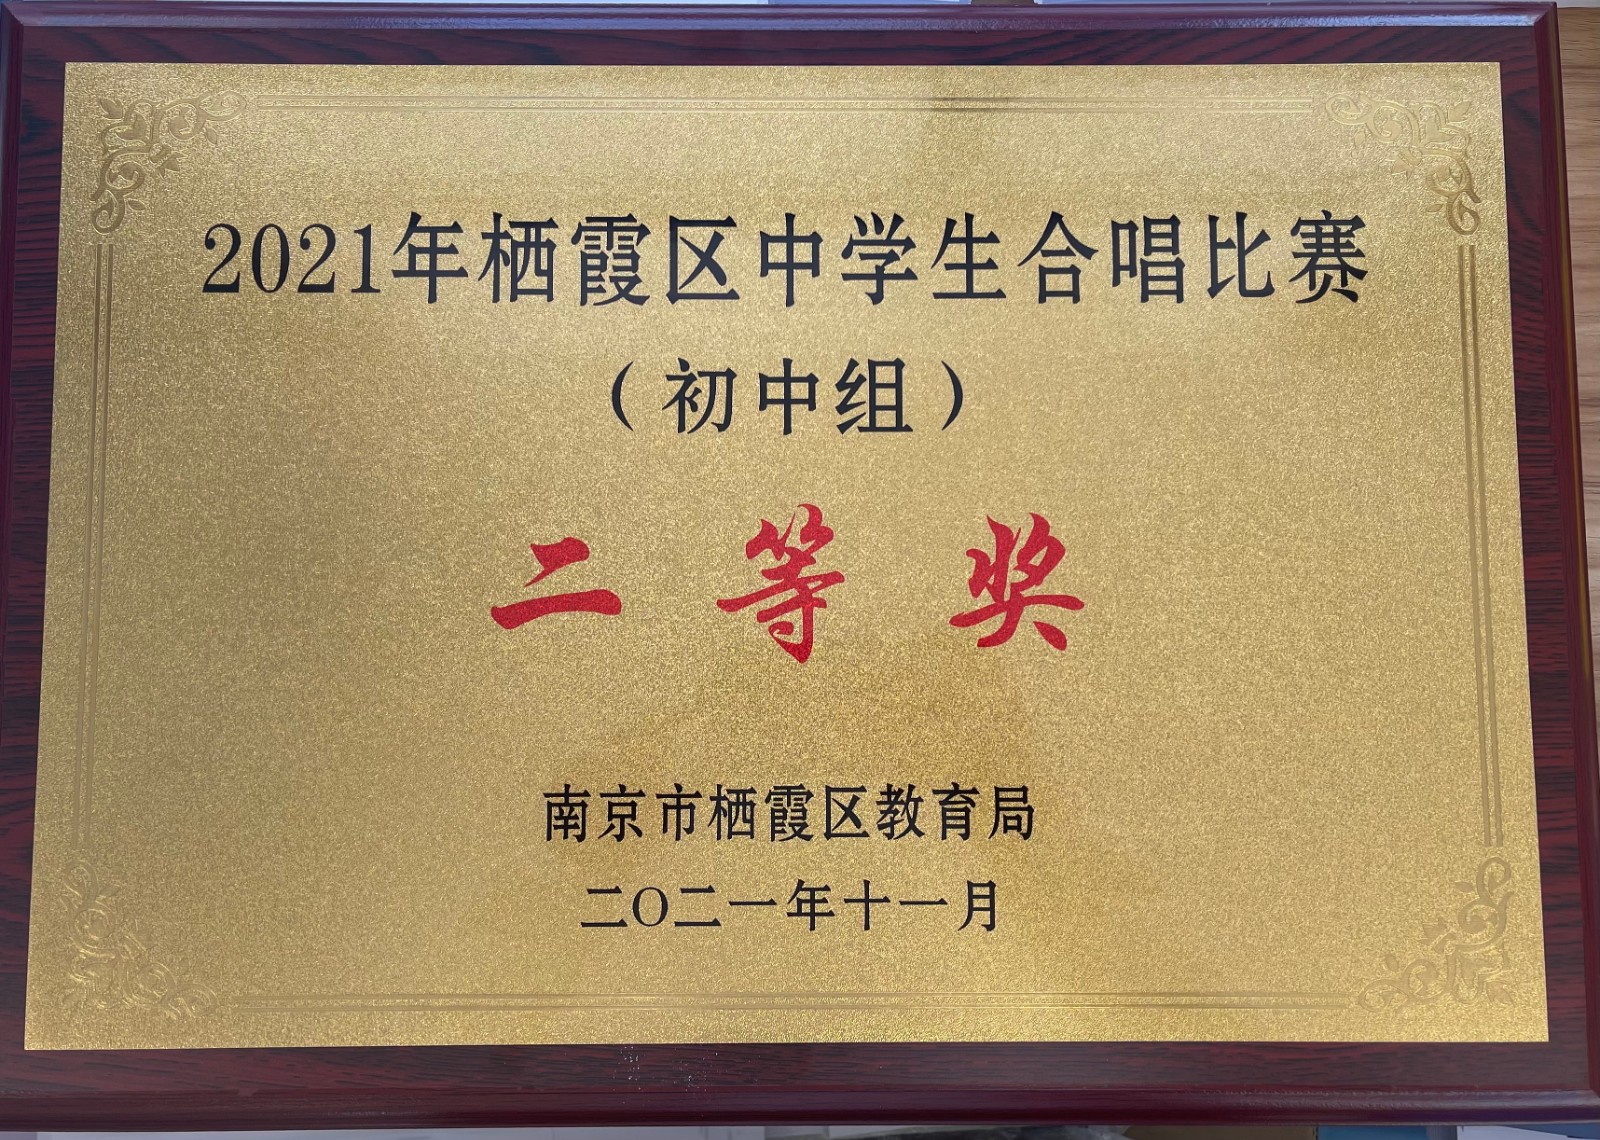 2021年栖霞区中学生合唱比赛
（初中组）
二等奖
南京市栖霞区教育局
二〇二一年十一月